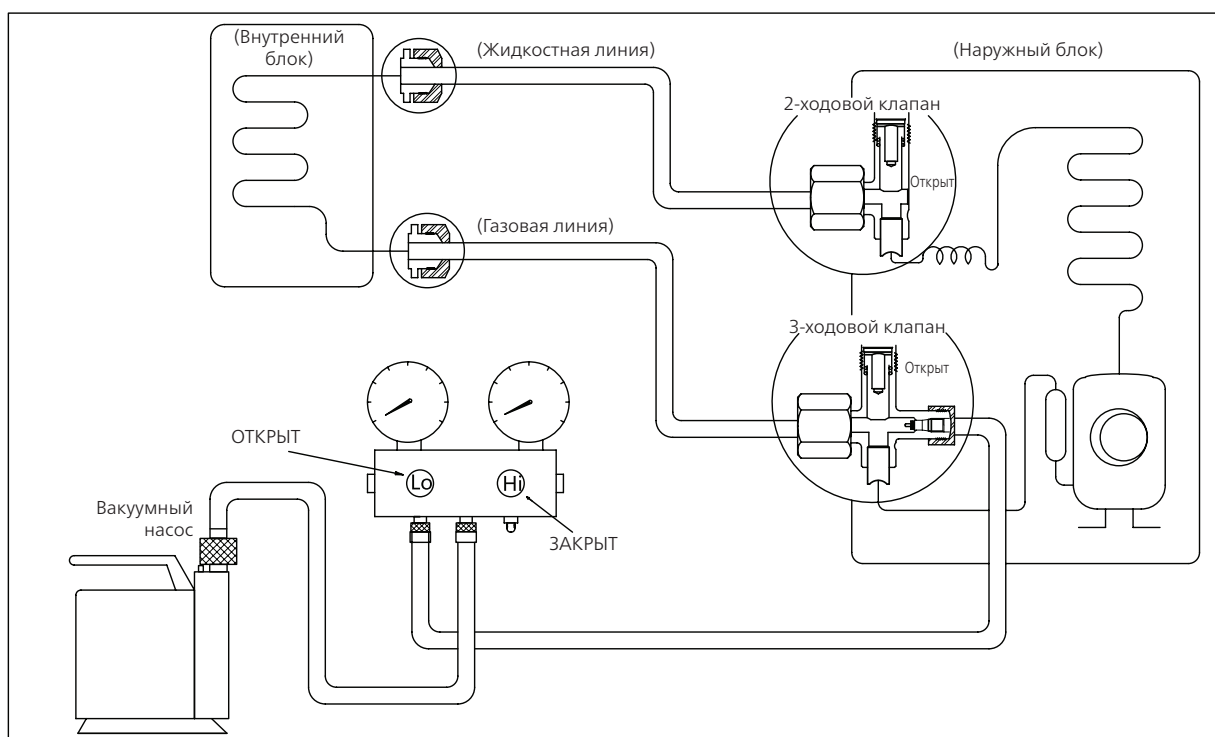 (Внутренний
блок)
(Жидкостная линия)
(Наружный блок)
2-ходовой клапан
Открыт
(Газовая линия)
3-ходовой клапан
Открыт
ОТКРЫТ
Lo
Hi
Вакуумный
насос
ЗАКРЫТ